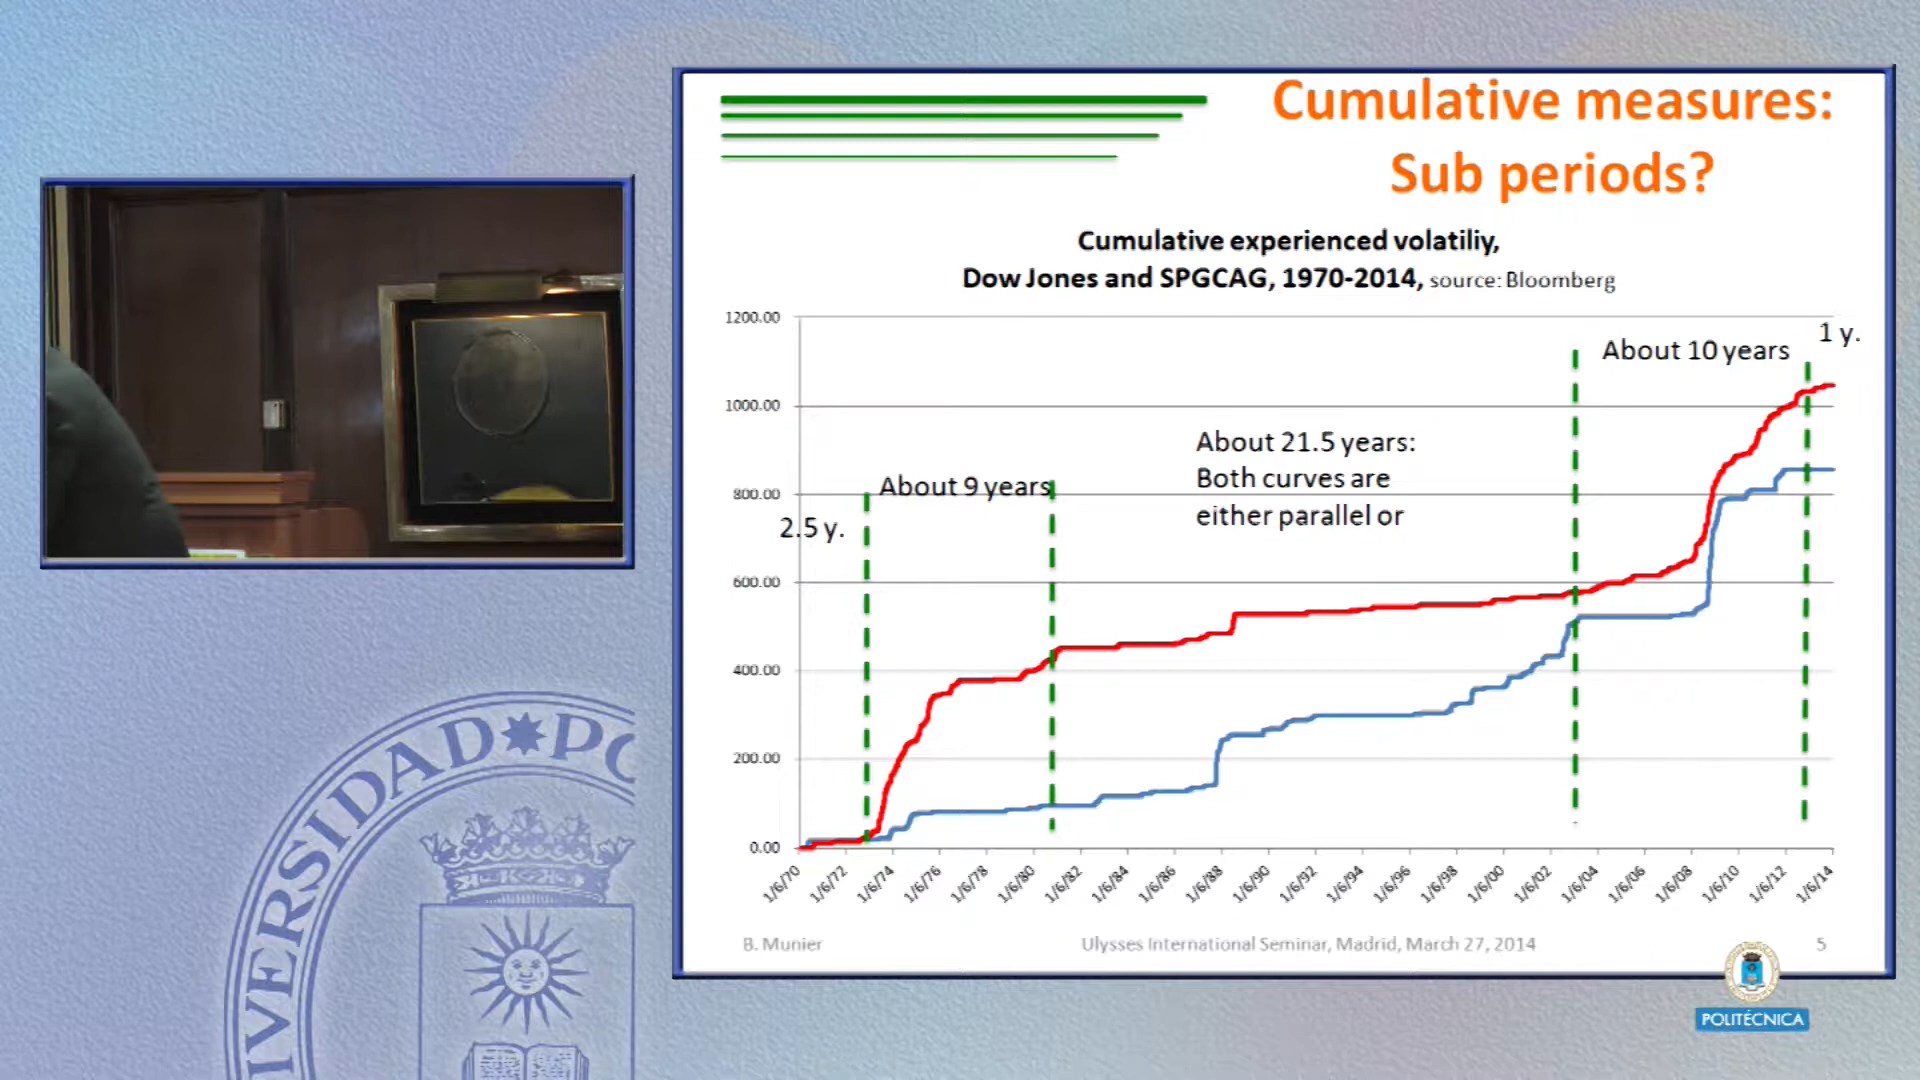 Cumulative measures:
Sub periods?
Cumulative experienced volatiliy,
Dow Jones and SPGCAG, 1970-2014, source: Bloomberg
1200.00
1000.00
800.00
600.00
400.00
200.00
0.00
2.5 y.
About 9 years
About 21.5 years:
Both curves are
either parallel or
About 10 years
1 y.
1/6/70
1/6/72
1/6/74
1/6/76
1/6/78
1/6/80
1/6/82
1/6/84
1/6/86
1/6/88
1/6/90
1/6/92
1/6/94
1/6/96
1/6/98
1/6/00
1/6/02
1/6/04
1/6/06
1/6/08
1/6/10
1/6/12
1/6/14
B. Munier
Ulysses International Seminar, Madrid, March 27, 2014
5
VERSIDAD PO
POLITÉCNICA